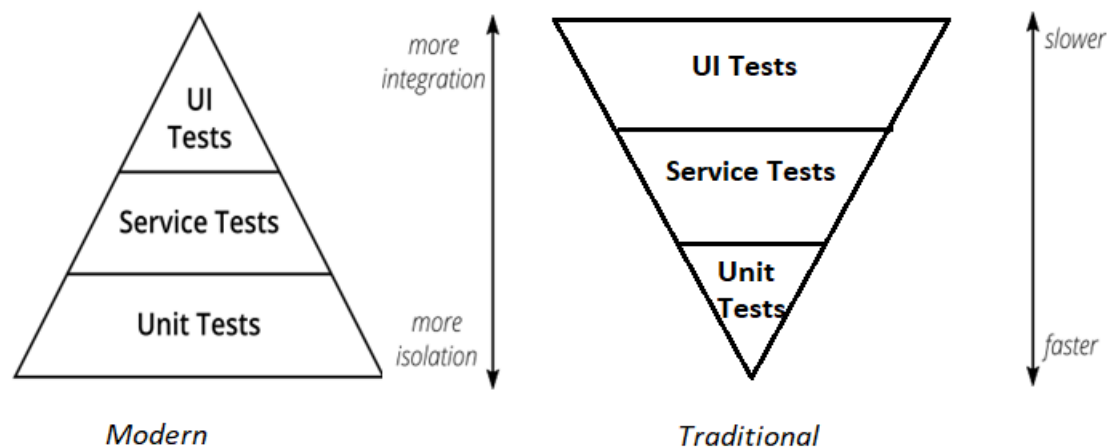 UI
Tests
Service Tests
Unit Tests
Modern
more
integration
more
isolation
UI Tests
Service Tests
Unit
Tests
Traditional
slower
faster